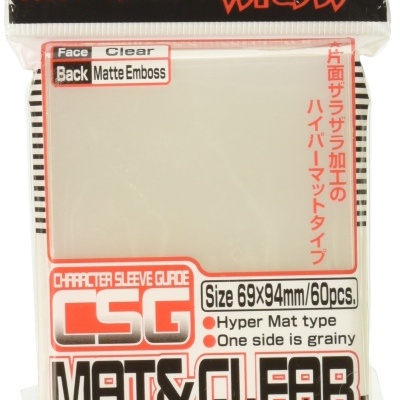 Face Clear
Back Matte Emboss
片面ザラザラ加工の
ハイパーマットタイプ
CHARACTER SLEEVE GUARD
CSG
Size 69×94mm/60pcs.
●Hyper Mat type
●One side is grainy
MAT&CLEAR